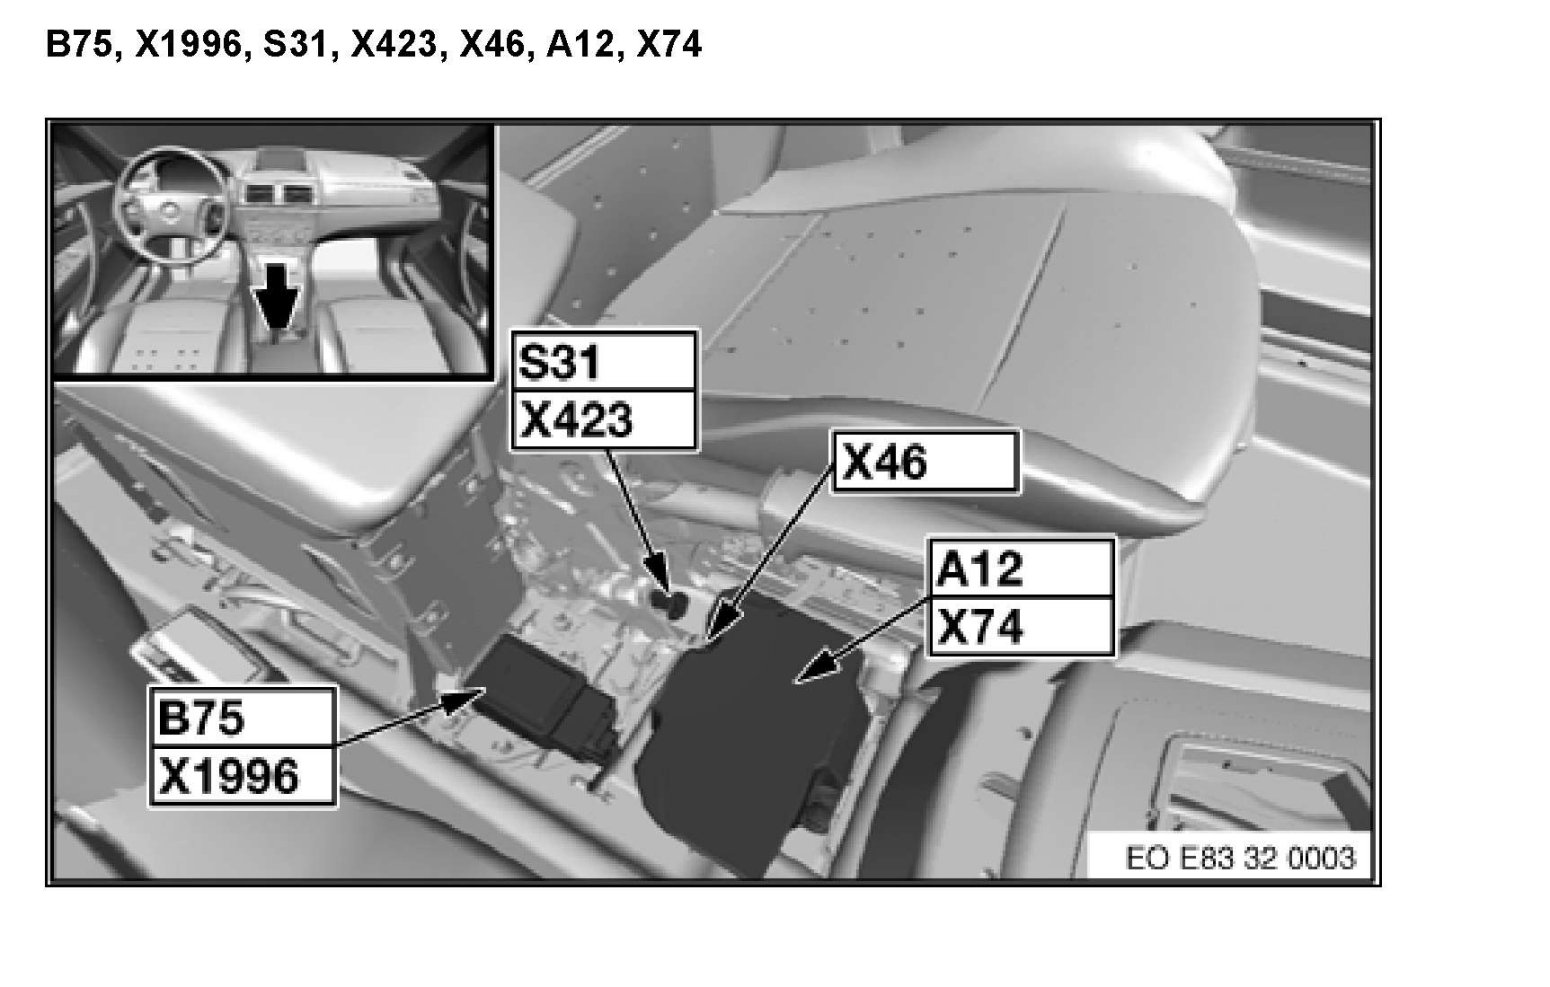 B75, X1996, S31, X423, X46, A12, X74
S31
X423
X46
A12
X74
B75
X1996
EO E83 32 0003